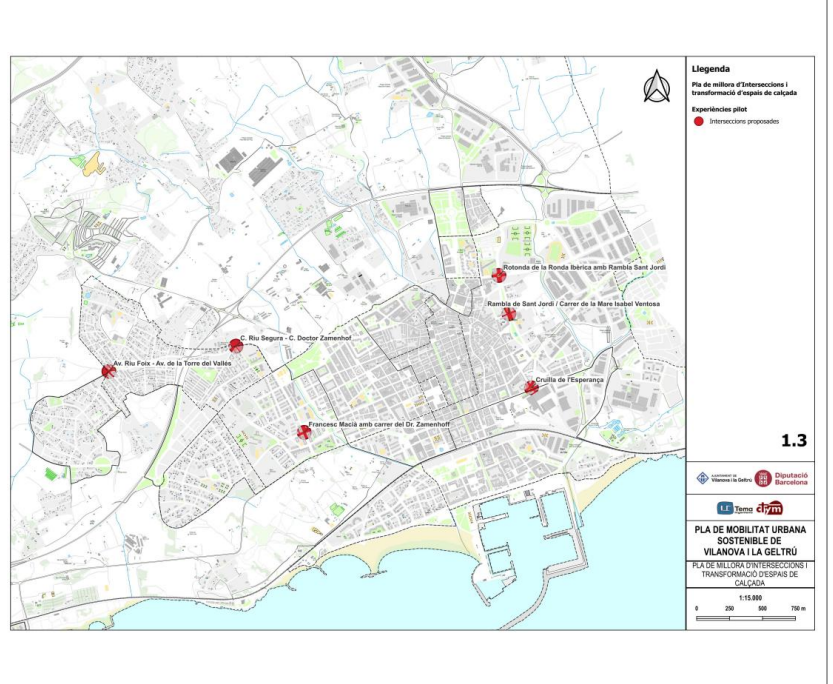 Llegenda
Pla de millora d'Interseccions i
transformació d'espais de calçada
Experiències pilot
Interseccions proposades
Rotonda de la Ronda Ibèrica amb Rambla Sant Jordi
Rambla de Sant Jordi / Carrer de la Mare Isabel Ventosa
C. Riu Segura - C. Doctor Zamenhof
Av. Riu Foix - Av. de la Torre del Vallès
Cruïlla de l'Esperança
Francesc Macià amb carrer del Dr. Zamenhoff
1.3
AJUNTAMENT DE
Vilanova i la Geltrú
Diputació
Barcelona
Tema
PLA DE MOBILITAT URBANA
SOSTENIBLE DE
VILANOVA I LA GELTRÚ
PLA DE MILLORA D'INTERSECCIONS I
TRANSFORMACIÓ D'ESPAIS DE
CALÇADA
1:15.000
0 250 500 750 m